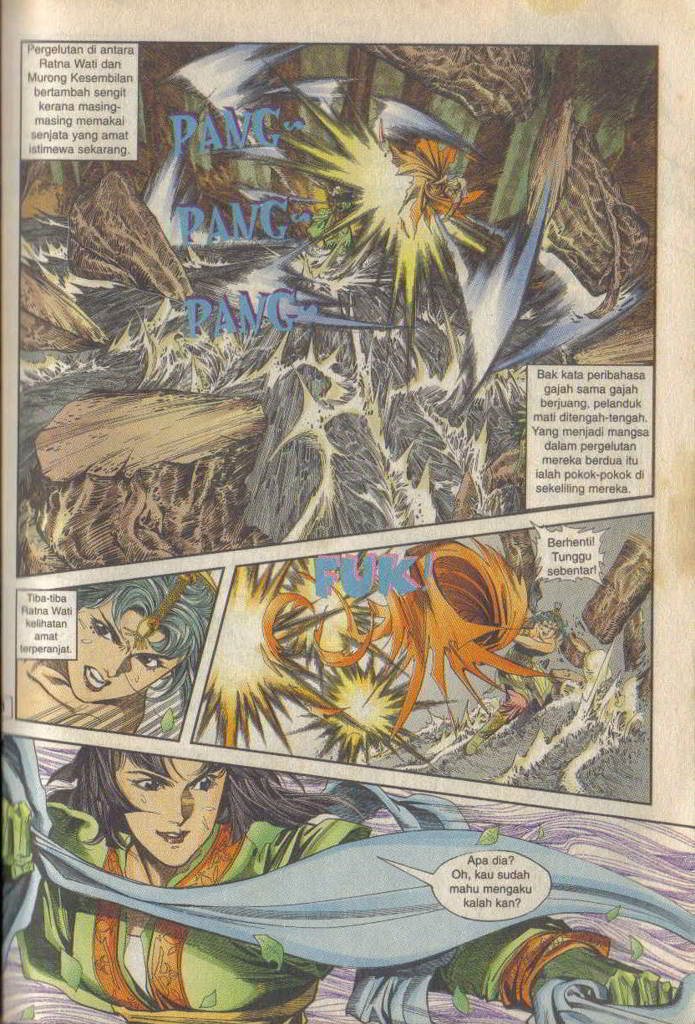 Pergelutan di antara
Ratna Wati dan
Murong Kesembilan
bertambah sengit
kerana masing-
masing memakai
senjata yang amat
istimewa sekarang.
PANG~
PANG~
PANG~
Bak kata peribahasa
gajah sama gajah
berjuang, pelanduk
mati ditengah-tengah.
Yang menjadi mangsa
dalam pergelutan
mereka berdua itu
ialah pokok-pokok di
sekeliling mereka.
Tiba-tiba
Ratna Wati
kelihatan
amat
terperanjat.
FUK!
Berhenti!
Tunggu
sebentar!
Apa dia?
Oh, kau sudah
mahu mengaku
kalah kan?